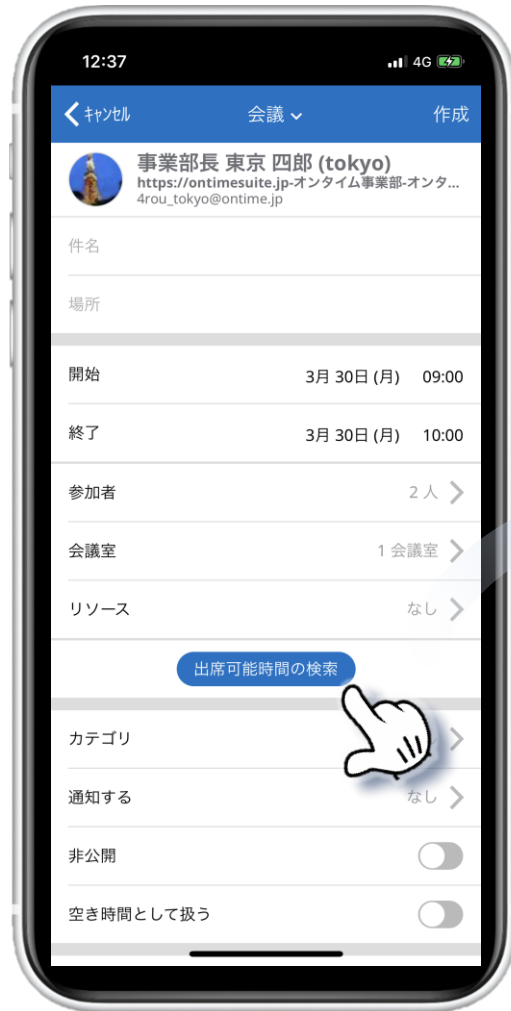 12:37
4G
ｷｬﾝｾﾙ
会議
作成
事業部長 東京 四郎 (tokyo)
https://ontimesuite.jp-オンタイム事業部-オンタ...
4rou_tokyo@ontime.jp
件名
場所
開始 3月 30日 (月) 09:00
終了 3月 30日 (月) 10:00
参加者 2 人
会議室 1 会議室
リソース なし
出席可能時間の検索
カテゴリ
通知する なし
非公開
空き時間として扱う